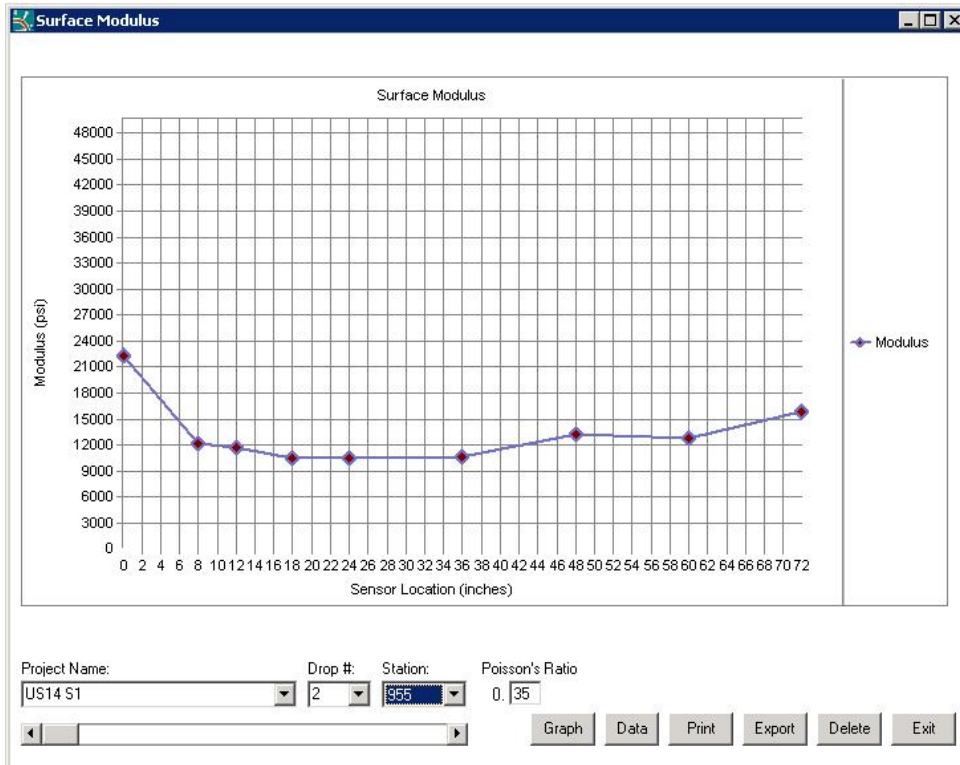 Surface Modulus
Surface Modulus
48000
45000
42000
39000
36000
33000
30000
27000
24000
21000
18000
15000
12000
9000
6000
3000
0
Modulus (psi)
0 2 4 6 8 10 12 14 16 18 20 22 24 26 28 30 32 34 36 38 40 42 44 46 48 50 52 54 56 58 60 62 64 66 68 70 72
Sensor Location (inches)
Modulus
Project Name: Drop #: Station: Poisson's Ratio
US14 S1 2 955 0. 35
Graph Data Print Export Delete Exit